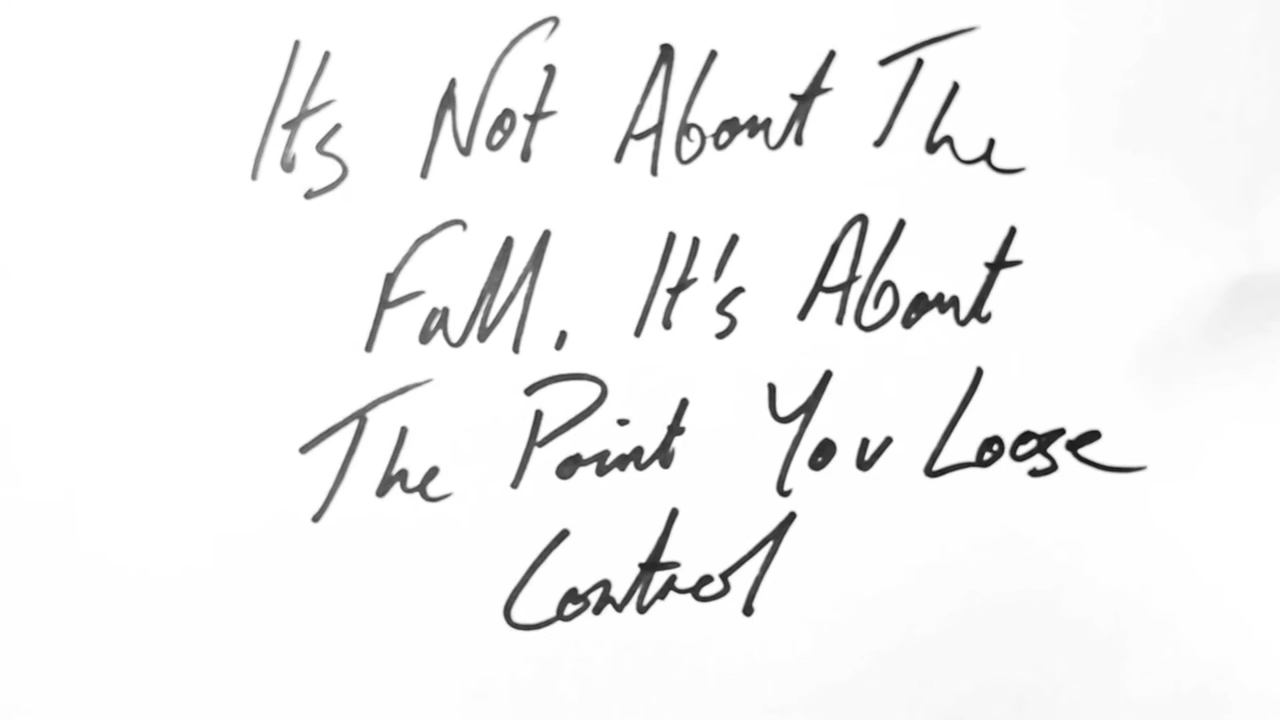 Its Not About The
Fall. It's About
The Point You Loose
Control